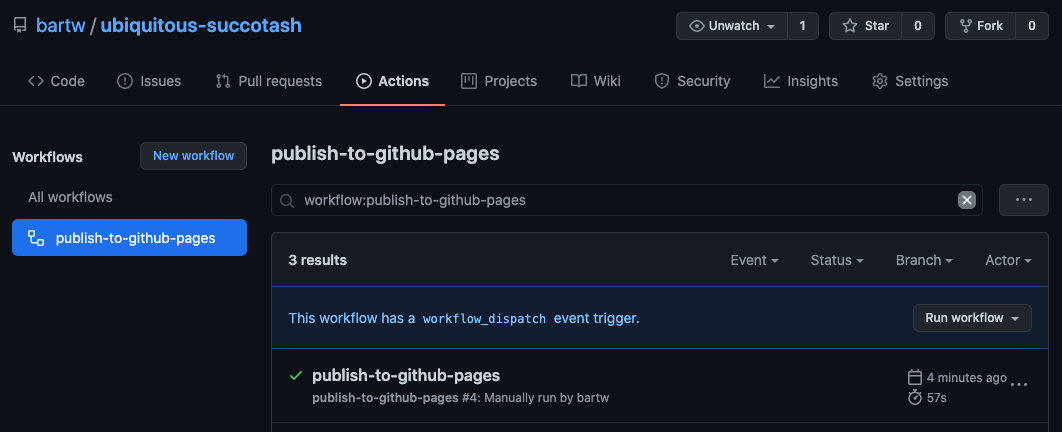 bartw / ubiquitous-succotash
Unwatch 1 Star 0 Fork 0
Code Issues Pull requests Actions Projects Wiki Security Insights Settings
Workflows New workflow
All workflows
publish-to-github-pages
publish-to-github-pages
workflow:publish-to-github-pages
3 results Event Status Branch Actor
This workflow has a workflow_dispatch event trigger. Run workflow
publish-to-github-pages 4 minutes ago ...
publish-to-github-pages #4: Manually run by bartw 57s